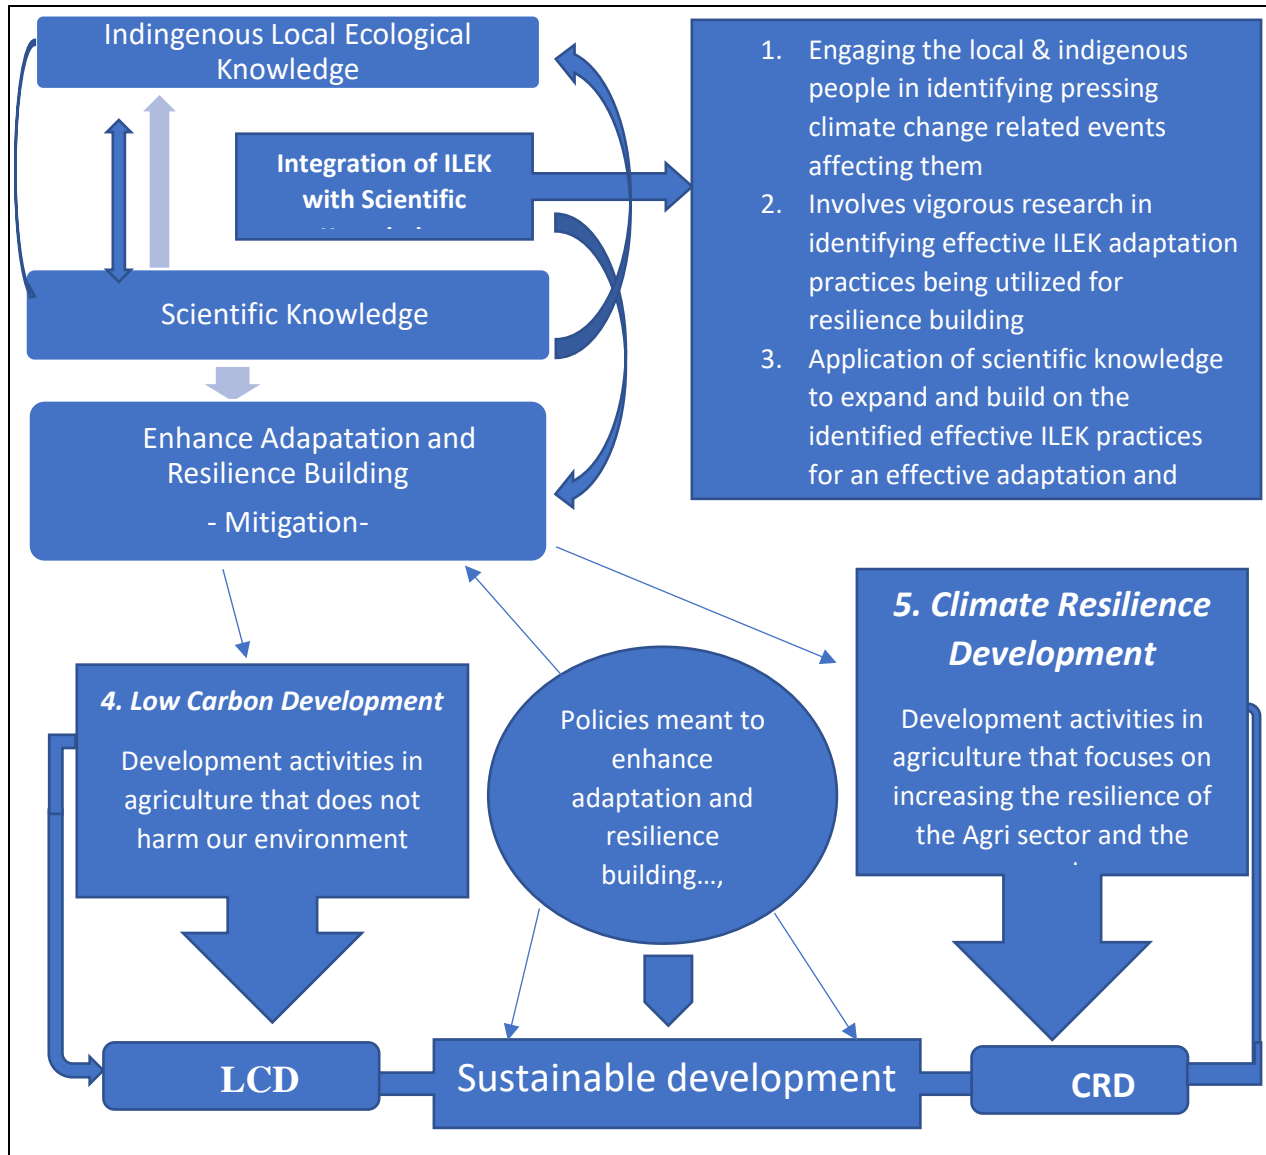 Indingenous Local Ecological
Knowledge
Integration of ILEK
with Scientific
Scientific Knowledge
Enhance Adapatation and
Resilience Building
- Mitigation-
1. Engaging the local & indigenous
people in identifying pressing
climate change related events
affecting them
2. Involves vigorous research in
identifying effective ILEK adaptation
practices being utilized for
resilience building
3. Application of scientific knowledge
to expand and build on the
identified effective ILEK practices
for an effective adaptation and
4. Low Carbon Development
Development activities in
agriculture that does not
harm our environment
Policies meant to
enhance
adaptation and
resilience
building...,
5. Climate Resilience
Development
Development activities in
agriculture that focuses on
increasing the resilience of
the Agri sector and the
LCD
Sustainable development
CRD